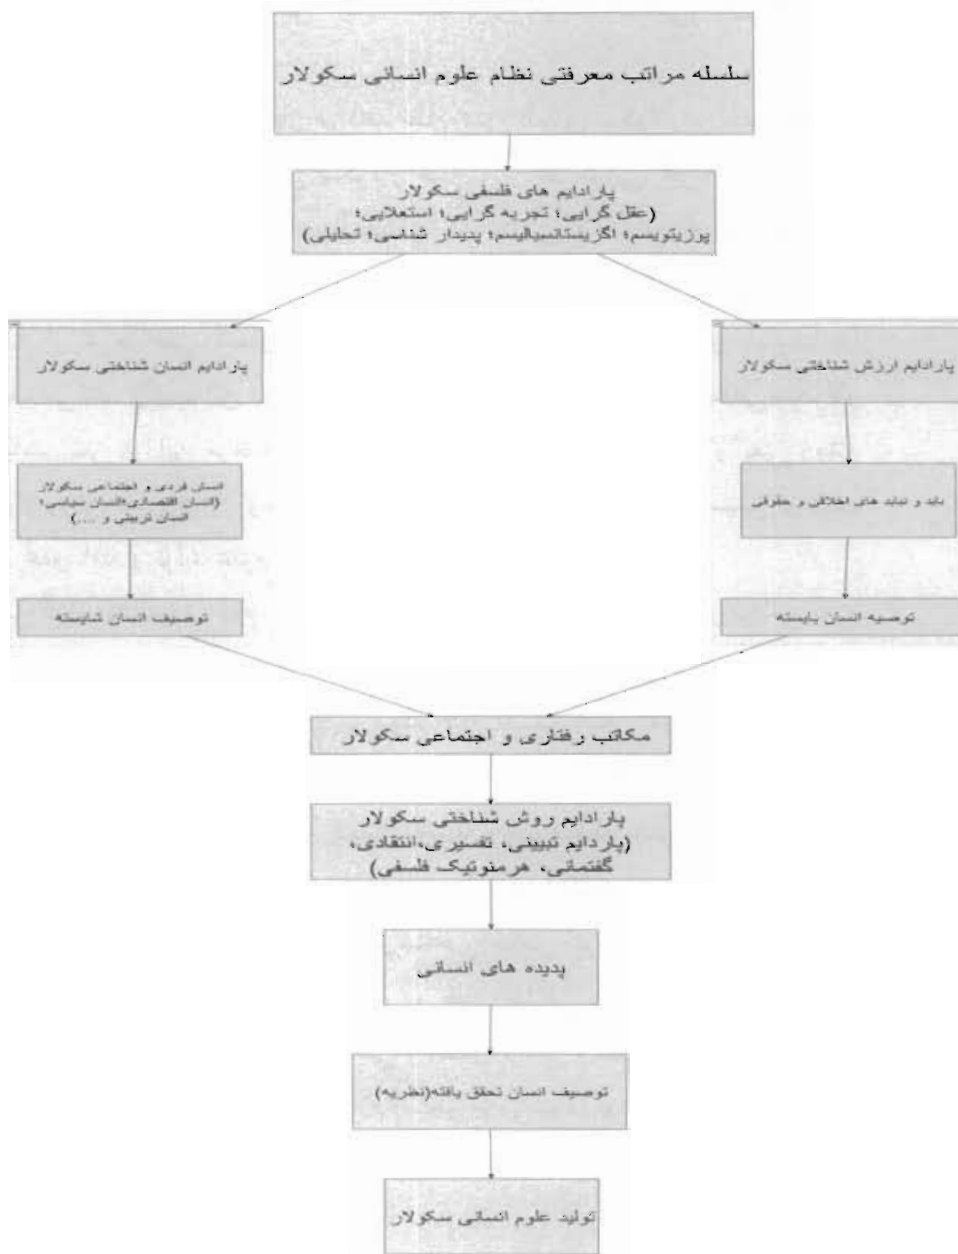 سلسله مراتب معرفتی نظام علوم انسانی سکولار
پارادایم های فلسفی سکولار
(عقل گرایی؛ تجربه گرایی؛ استعلایی؛
پرزیتویسم؛ اگزیستانسیالیسم؛ پدیدار شناسی؛ تحلیلی)
پارادایم ارزش شناختی سکولار
پارادایم انسان شناختی سکولار
باید و نباید های اخلاقی و حقوقی
انسان فردی و اجتماعی سکولار
(انسان اقتصادی؛انسان سیاسی؛
انسان تربیتی و ....)
توصیه انسان بایسته
توصیف انسان شایسته
مکاتب رفتاری و اجتماعی سکولار
پارادایم روش شناختی سکولار
(پاردایم تبیینی، تفسیری،انتقادی،
گفتمانی، هرمنوتیک فلسفی)
پدیده های انسانی
توصیف انسان تحقق یافته(نظریه)
تولید علوم انسانی سکولار